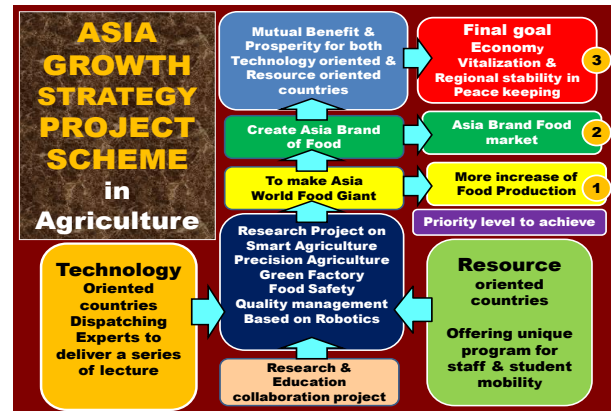 ASIA
GROWTH
STRATEGY
PROJECT
SCHEME
in
Agriculture
Mutual Benefit &
Prosperity for both
Technology oriented &
Resource oriented
countries
Final goal
Economy
Vitalization &
Regional stability in
Peace keeping
3
Create Asia Brand
of Food
Asia Brand Food
market
2
To make Asia
World Food Giant
More increase of
Food Production
1
Priority level to achieve
Technology
Oriented
countries
Dispatching
Experts to
deliver a series
of lecture
Research Project on
Smart Agriculture
Precision Agriculture
Green Factory
Food Safety
Quality management
Based on Robotics
Resource
oriented
countries
Offering unique
program for
staff & student
mobility
Research &
Education
collaboration project